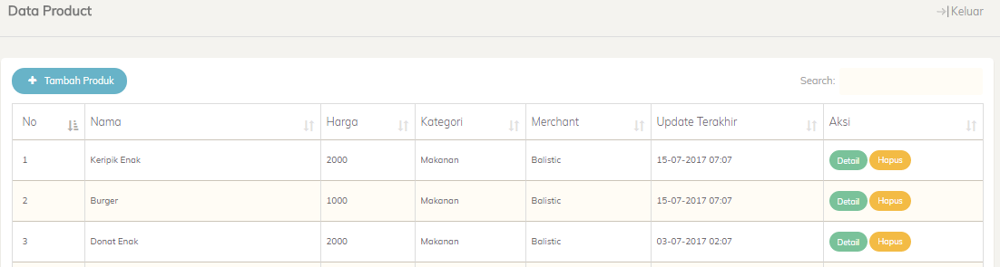 Data Product
Keluar
Tambah Produk
Search:
No Nama Harga Kategori Merchant Update Terakhir Aksi
1 Keripik Enak 2000 Makanan Balistic 15-07-2017 07:07 Detail Hapus
2 Burger 1000 Makanan Balistic 15-07-2017 07:07 Detail Hapus
3 Donat Enak 2000 Makanan Balistic 03-07-2017 02:07 Detail Hapus